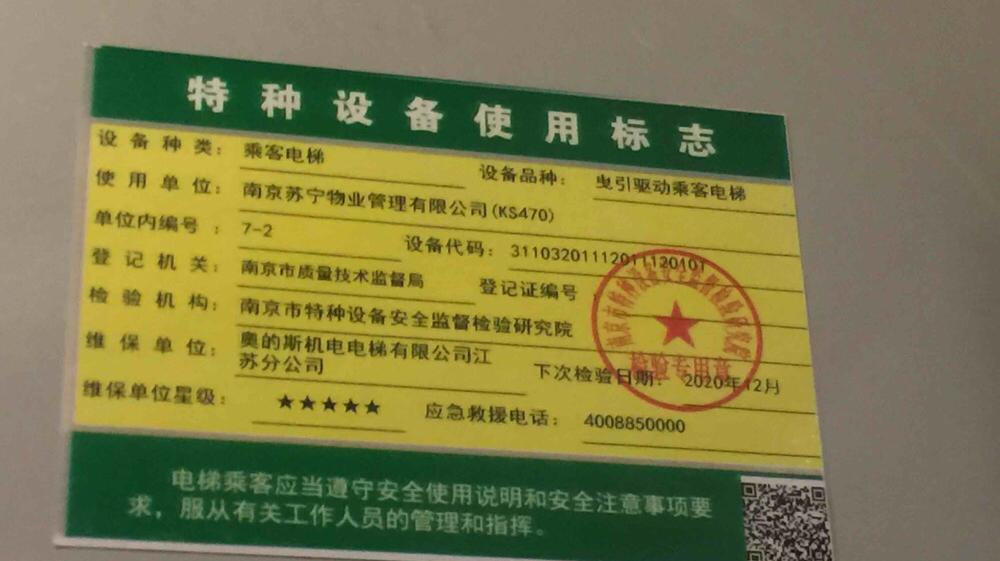 特种设备使用标志
设备种类： 乘客电梯 设备品种： 曳引驱动乘客电梯
使用单位： 南京苏宁物业管理有限公司(KS470)
单位内编号： 7-2 设备代码： 31103201112011120101
登记机关： 南京市质量技术监督局 登记证编号
检验机构： 南京市特种设备安全监督检验研究院
维保单位： 奥的斯机电电梯有限公司江
苏分公司 下次检验日期： 2020年12月
维保单位星级： ★★★★★ 应急救援电话： 4008850000
检验专用章
电梯乘客应当遵守安全使用说明和安全注意事项要
求，服从有关工作人员的管理和指挥。